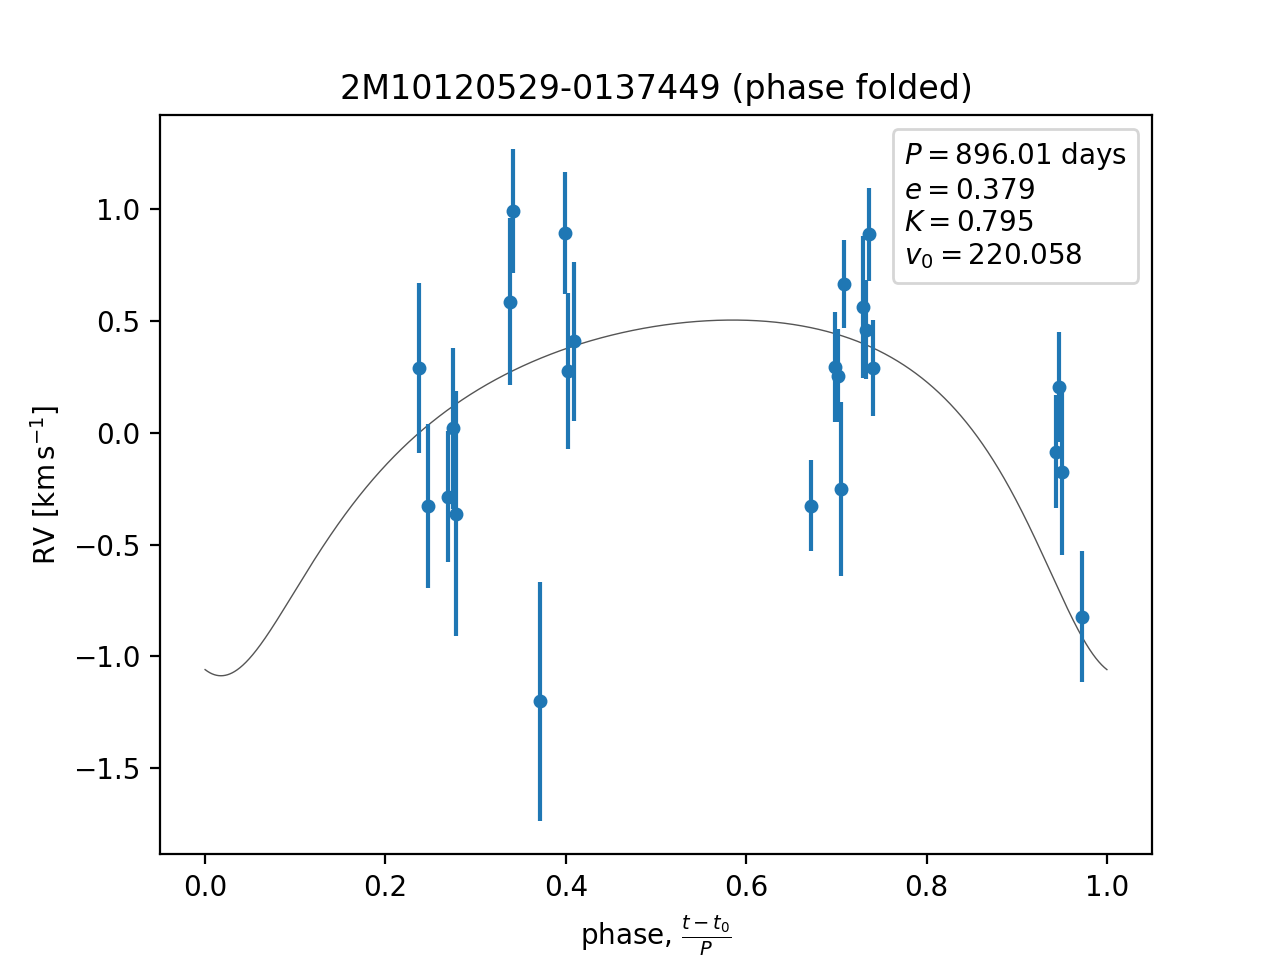 2M10120529-0137449 (phase folded)
P = 896.01 days
e = 0.379
K = 0.795
v₀ = 220.058
1.0
0.5
0.0
−0.5
−1.0
−1.5
RV [km s⁻¹]
0.0 0.2 0.4 0.6 0.8 1.0
phase, (t − t₀)/P